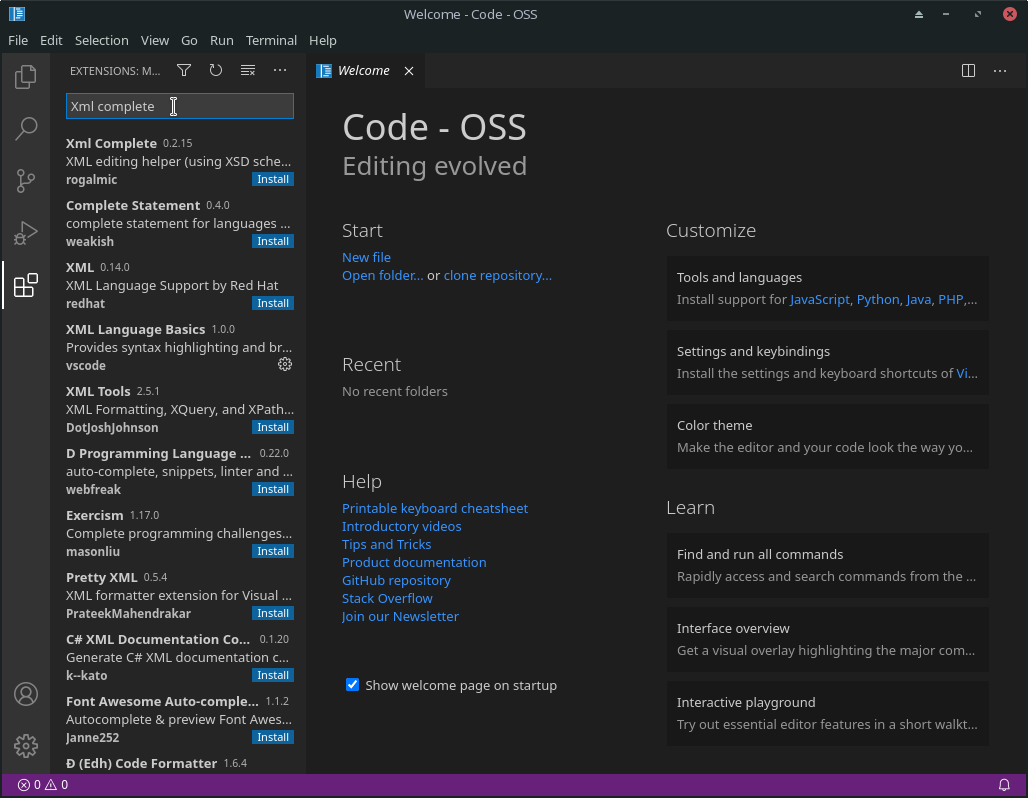 Welcome - Code - OSS
File Edit Selection View Go Run Terminal Help
EXTENSIONS: M...
Welcome
Xml complete
Xml Complete 0.2.15
XML editing helper (using XSD sche...
rogalmic Install
Complete Statement 0.4.0
complete statement for languages ...
weakish Install
XML 0.14.0
XML Language Support by Red Hat
redhat Install
XML Language Basics 1.0.0
Provides syntax highlighting and br...
vscode
XML Tools 2.5.1
XML Formatting, XQuery, and XPath...
DotJoshJohnson Install
D Programming Language ... 0.22.0
auto-complete, snippets, linter and ...
webfreak Install
Exercism 1.17.0
Complete programming challenges...
masonliu Install
Pretty XML 0.5.4
XML formatter extension for Visual ...
PrateekMahendrakar Install
C# XML Documentation Co... 0.1.20
Generate C# XML documentation c...
k--kato Install
Font Awesome Auto-comple... 1.1.2
Autocomplete & preview Font Awes...
Janne252 Install
Đ (Edh) Code Formatter 1.6.4
Code - OSS
Editing evolved
Start
New file
Open folder... or clone repository...
Recent
No recent folders
Help
Printable keyboard cheatsheet
Introductory videos
Tips and Tricks
Product documentation
GitHub repository
Stack Overflow
Join our Newsletter
Show welcome page on startup
Customize
Tools and languages
Install support for JavaScript, Python, Java, PHP,...
Settings and keybindings
Install the settings and keyboard shortcuts of Vi...
Color theme
Make the editor and your code look the way yo...
Learn
Find and run all commands
Rapidly access and search commands from the ...
Interface overview
Get a visual overlay highlighting the major com...
Interactive playground
Try out essential editor features in a short walkt...
0 0